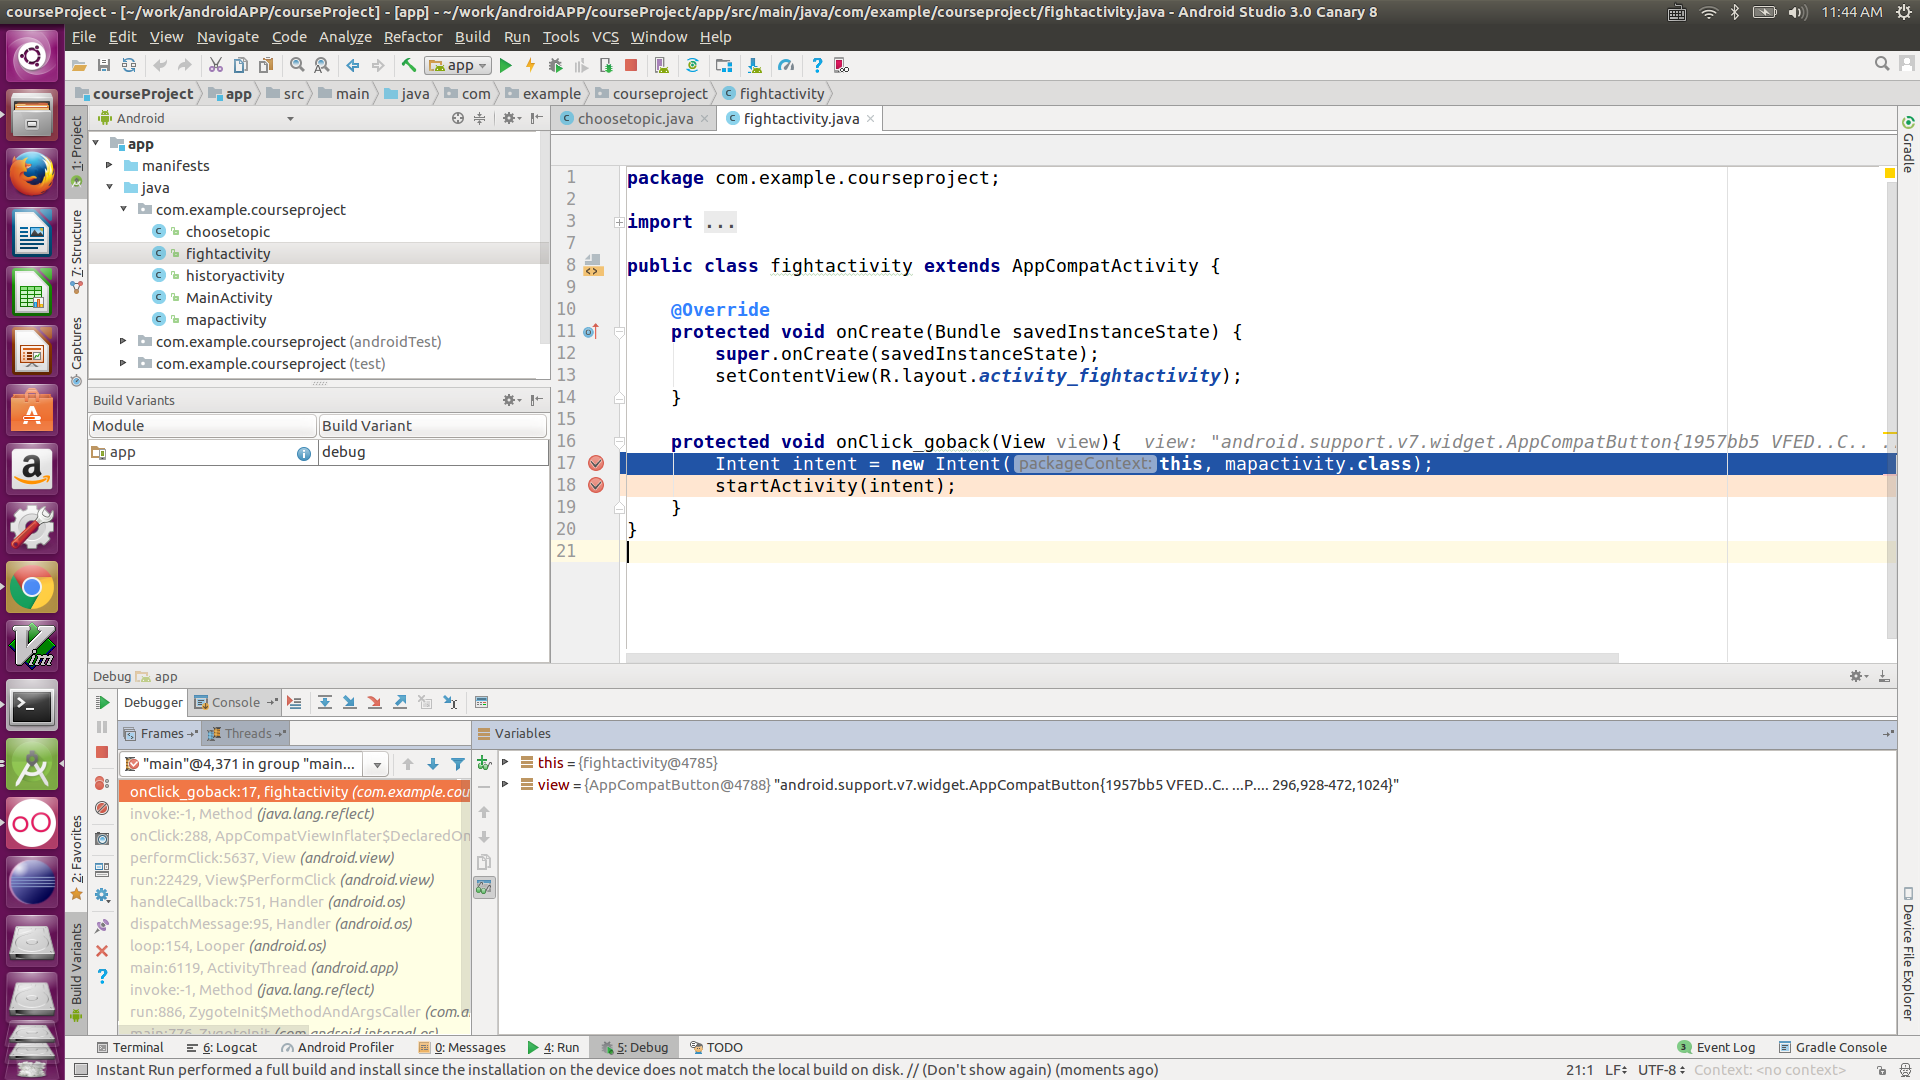 courseProject - [~/work/androidAPP/courseProject] - [app] - ~/work/androidAPP/courseProject/app/src/main/java/com/example/courseproject/fightactivity.java - Android Studio 3.0 Canary 8
11:44 AM
File Edit View Navigate Code Analyze Refactor Build Run Tools VCS Window Help
app
courseProject app src main java com example courseproject fightactivity
Android
choosetopic.java fightactivity.java
1: Project
7: Structure
Captures
2: Favorites
Build Variants
app
manifests
java
com.example.courseproject
choosetopic
fightactivity
historyactivity
MainActivity
mapactivity
com.example.courseproject (androidTest)
com.example.courseproject (test)
Build Variants
Module Build Variant
app debug
1 package com.example.courseproject;
2
3 import ...
7
8 public class fightactivity extends AppCompatActivity {
9
10 @Override
11 protected void onCreate(Bundle savedInstanceState) {
12 super.onCreate(savedInstanceState);
13 setContentView(R.layout.activity_fightactivity);
14 }
15
16 protected void onClick_goback(View view){ view: "android.support.v7.widget.AppCompatButton{1957bb5 VFED..C.. ..
17 Intent intent = new Intent( packageContext: this, mapactivity.class);
18 startActivity(intent);
19 }
20 }
21
Gradle
Device File Explorer
Debug app
Debugger Console
Frames Threads
Variables
"main"@4,371 in group "main...
onClick_goback:17, fightactivity (com.example.cou
invoke:-1, Method (java.lang.reflect)
onClick:288, AppCompatViewInflater$DeclaredOn
performClick:5637, View (android.view)
run:22429, View$PerformClick (android.view)
handleCallback:751, Handler (android.os)
dispatchMessage:95, Handler (android.os)
loop:154, Looper (android.os)
main:6119, ActivityThread (android.app)
invoke:-1, Method (java.lang.reflect)
run:886, ZygoteInit$MethodAndArgsCaller (com.a
main:776, ZygoteInit (com.android.internal.os)
this = {fightactivity@4785}
view = {AppCompatButton@4788} "android.support.v7.widget.AppCompatButton{1957bb5 VFED..C.. ...P.... 296,928-472,1024}"
Terminal 6: Logcat Android Profiler 0: Messages 4: Run 5: Debug TODO 3 Event Log Gradle Console
Instant Run performed a full build and install since the installation on the device does not match the local build on disk. // (Don't show again) (moments ago)
21:1 LF UTF-8 Context: <no context>